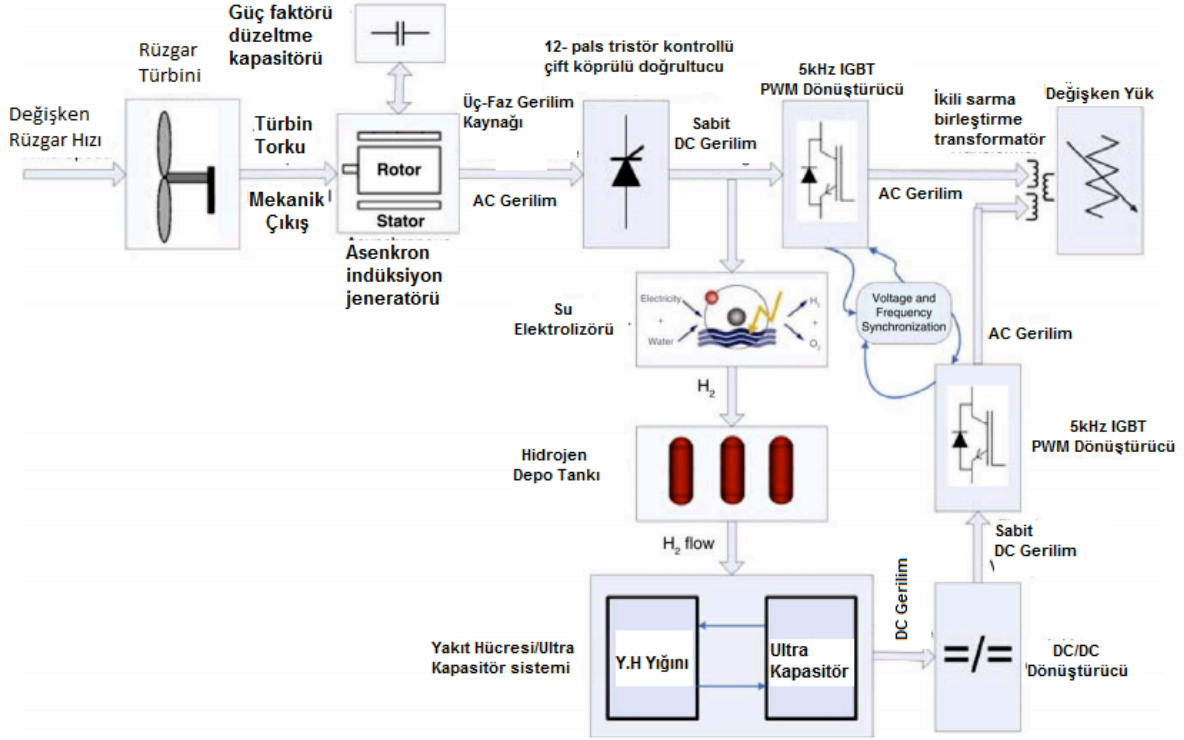 Güç faktörü
düzeltme
kapasitörü
Rüzgar
Türbini
12- pals tristör kontrollü
çift köprülü doğrultucu
5kHz IGBT
PWM Dönüştürücü
Değişken
Rüzgar Hızı
Türbin
Torku
Mekanik
Çıkış
Rotor
Stator
Asenkron
indüksiyon
jeneratörü
Üç-Faz Gerilim
Kaynağı
AC Gerilim
Sabit
DC Gerilim
AC Gerilim
İkili sarma
birleştirme
transformatör
Değişken Yük
Su
Elektrolizörü
Electricity
+
Water
H2
+
O2
Voltage and
Frequency
Synchronization
AC Gerilim
H2
Hidrojen
Depo Tankı
5kHz IGBT
PWM Dönüştürücü
H2 flow
Sabit
DC Gerilim
Yakıt Hücresi/Ultra
Kapasitör sistemi
Y.H Yığını
Ultra
Kapasitör
DC Gerilim
=/=
DC/DC
Dönüştürücü